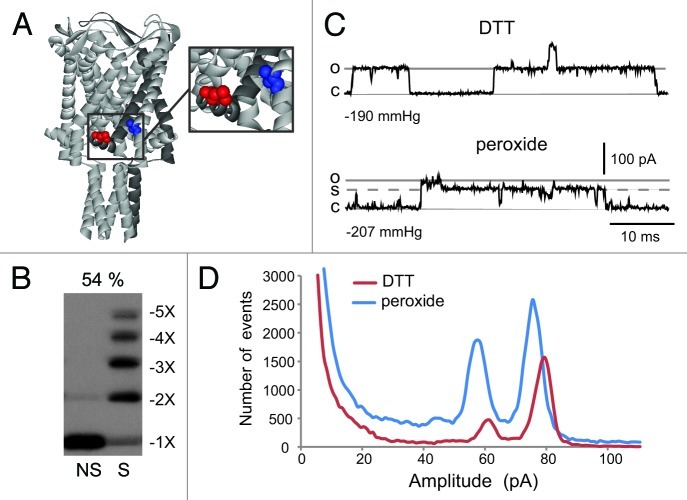 A
C
DTT
O
C
-190 mmHg
peroxide
100 pA
O
S
C
-207 mmHg
10 ms
B
54 %
-5X
-4X
-3X
-2X
-1X
NS S
D
DTT
peroxide
Number of events
3000
2500
2000
1500
1000
500
0
0 20 40 60 80 100
Amplitude (pA)